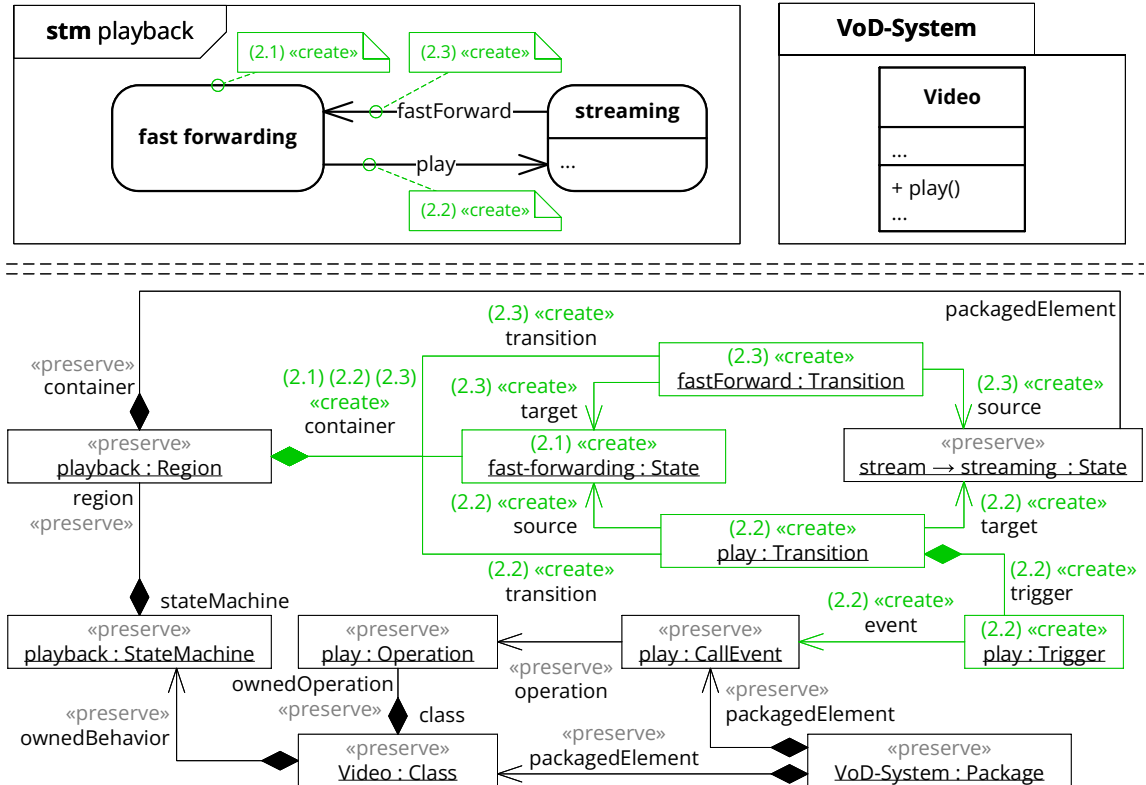 stm playback
(2.1) «create»
(2.3) «create»
fast forwarding
fastForward
streaming
...
play
(2.2) «create»
VoD-System
Video
...
+ play()
...
packagedElement
(2.3) «create»
transition
«preserve»
container
(2.1) (2.2) (2.3)
«create»
container
(2.3) «create»
fastForward : Transition
(2.3) «create»
target
(2.3) «create»
source
«preserve»
playback : Region
(2.1) «create»
fast-forwarding : State
«preserve»
stream → streaming : State
region
«preserve»
(2.2) «create»
source
(2.2) «create»
play : Transition
(2.2) «create»
target
(2.2) «create»
transition
(2.2) «create»
trigger
stateMachine
(2.2) «create»
event
«preserve»
playback : StateMachine
«preserve»
play : Operation
«preserve»
play : CallEvent
(2.2) «create»
play : Trigger
«preserve»
operation
ownedOperation
«preserve»
class
«preserve»
packagedElement
«preserve»
ownedBehavior
«preserve»
packagedElement
«preserve»
Video : Class
«preserve»
VoD-System : Package